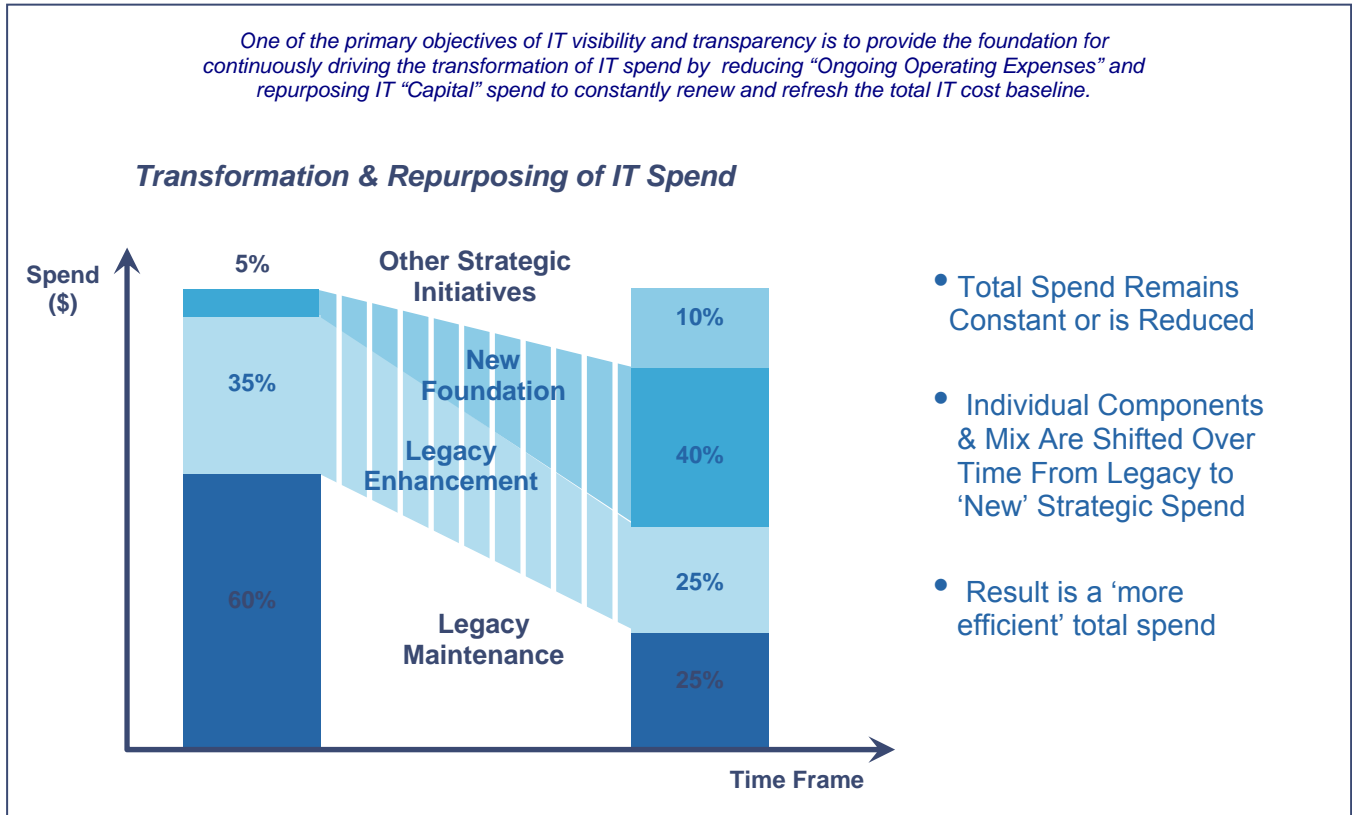 One of the primary objectives of IT visibility and transparency is to provide the foundation for
continuously driving the transformation of IT spend by reducing “Ongoing Operating Expenses” and
repurposing IT “Capital” spend to constantly renew and refresh the total IT cost baseline.
Transformation & Repurposing of IT Spend
Spend
($)
5%
35%
60%
Other Strategic
Initiatives
New
Foundation
Legacy
Enhancement
Legacy
Maintenance
10%
40%
25%
25%
Time Frame
• Total Spend Remains
Constant or is Reduced
• Individual Components
& Mix Are Shifted Over
Time From Legacy to
‘New’ Strategic Spend
• Result is a ‘more
efficient’ total spend